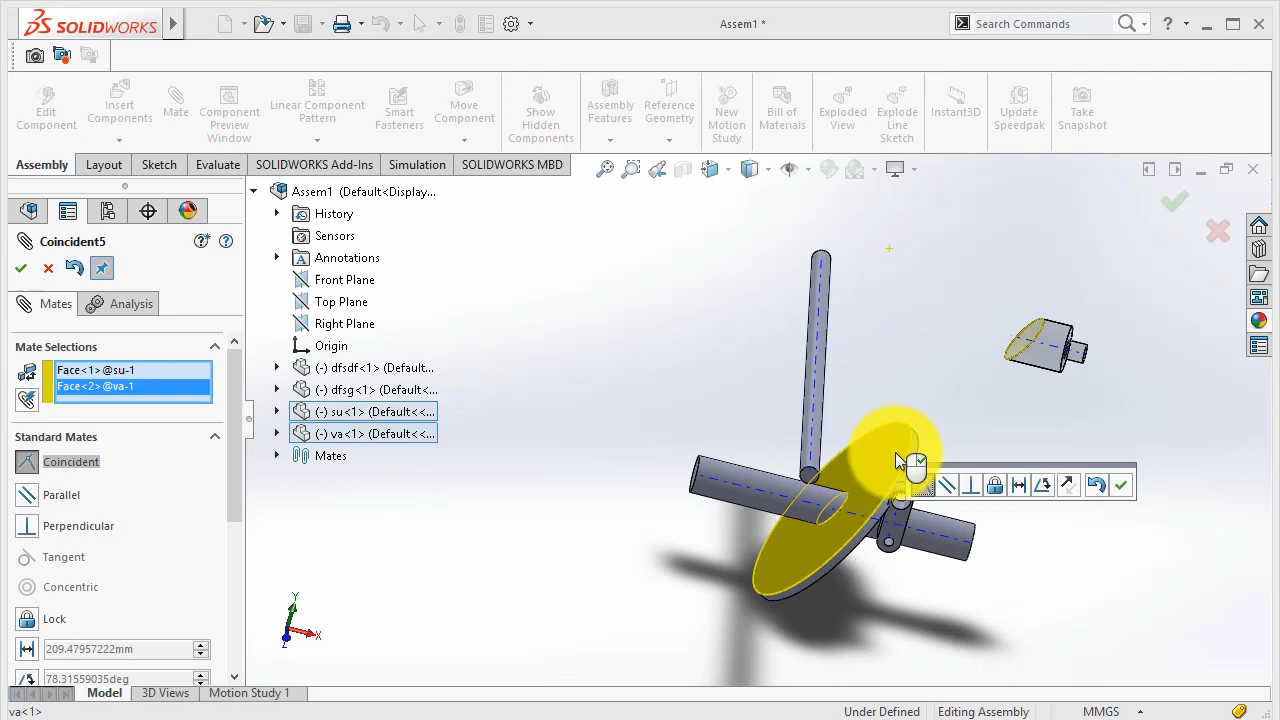 SOLIDWORKS
Assem1 *
Search Commands
?
Edit
Component
Insert
Components
Mate
Component
Preview
Window
Linear Component
Pattern
Smart
Fasteners
Move
Component
Show
Hidden
Components
Assembly
Features
Reference
Geometry
New
Motion
Study
Bill of
Materials
Exploded
View
Explode
Line
Sketch
Instant3D
Update
Speedpak
Take
Snapshot
Assembly
Layout
Sketch
Evaluate
SOLIDWORKS Add-Ins
Simulation
SOLIDWORKS MBD
Coincident5
Mates
Analysis
Mate Selections
Face<1>@su-1
Face<2>@va-1
Standard Mates
Coincident
Parallel
Perpendicular
Tangent
Concentric
Lock
209.47957222mm
78.31559035deg
Assem1 (Default<Display...
History
Sensors
Annotations
Front Plane
Top Plane
Right Plane
Origin
(-) dfsdf<1> (Default...
(-) dfsg<1> (Default<...
(-) su<1> (Default<<...
(-) va<1> (Default<<...
Mates
Y
X
Z
Model
3D Views
Motion Study 1
va<1>
Under Defined
Editing Assembly
MMGS